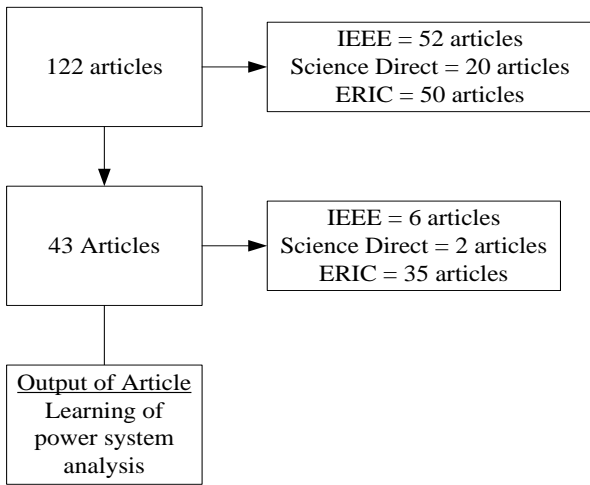 122 articles
IEEE = 52 articles
Science Direct = 20 articles
ERIC = 50 articles
43 Articles
IEEE = 6 articles
Science Direct = 2 articles
ERIC = 35 articles
Output of Article
Learning of
power system
analysis